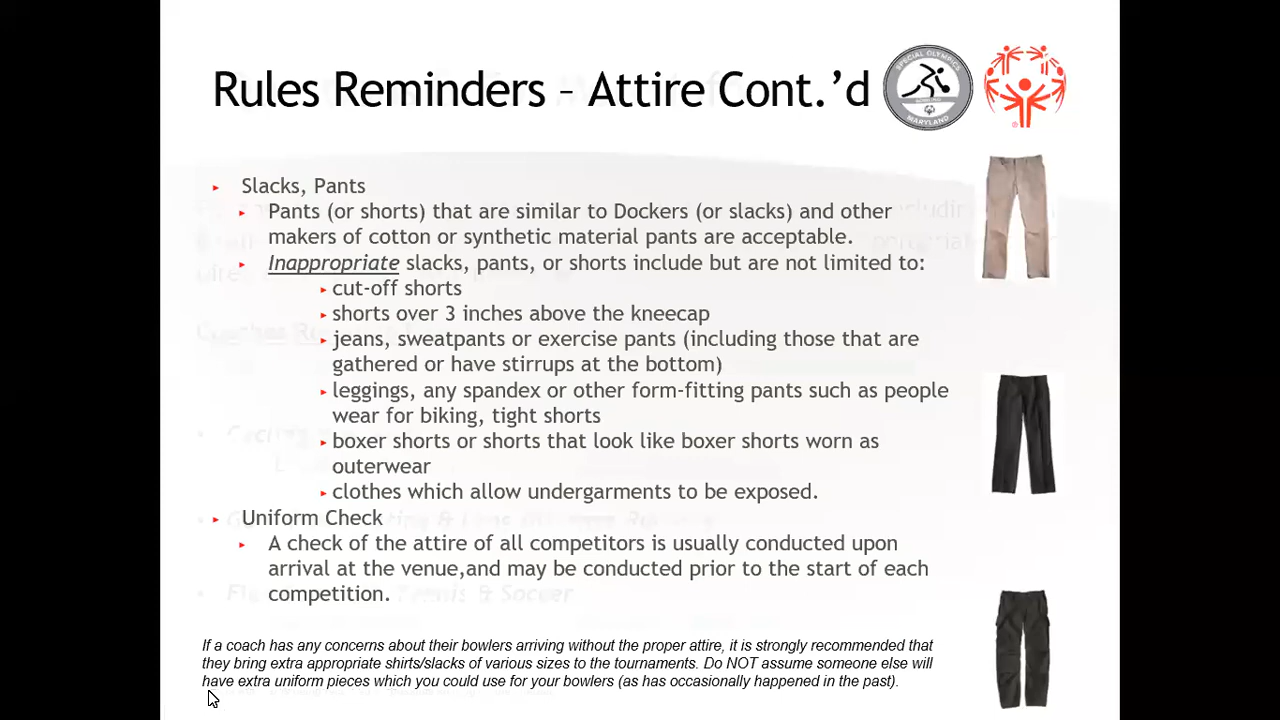 Rules Reminders – Attire Cont.’d
SPECIAL OLYMPICS
MARYLAND
Slacks, Pants
Pants (or shorts) that are similar to Dockers (or slacks) and other
makers of cotton or synthetic material pants are acceptable.
Inappropriate slacks, pants, or shorts include but are not limited to:
cut-off shorts
shorts over 3 inches above the kneecap
jeans, sweatpants or exercise pants (including those that are
gathered or have stirrups at the bottom)
leggings, any spandex or other form-fitting pants such as people
wear for biking, tight shorts
boxer shorts or shorts that look like boxer shorts worn as
outerwear
clothes which allow undergarments to be exposed.
Uniform Check
A check of the attire of all competitors is usually conducted upon
arrival at the venue,and may be conducted prior to the start of each
competition.
If a coach has any concerns about their bowlers arriving without the proper attire, it is strongly recommended that
they bring extra appropriate shirts/slacks of various sizes to the tournaments. Do NOT assume someone else will
have extra uniform pieces which you could use for your bowlers (as has occasionally happened in the past).